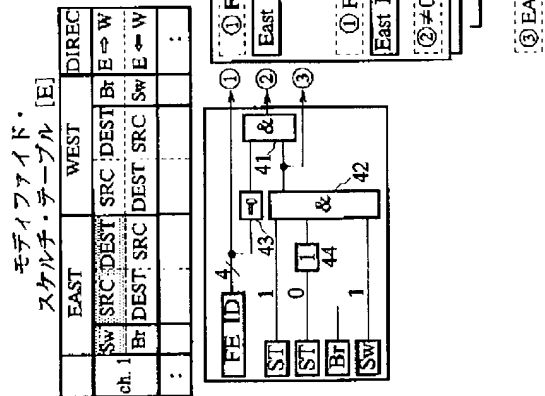 モディファイド・
スケルチ・テーブル [E]
EAST WEST DIREC
ch. 1 Sw SRC DEST SRC DEST Br E⇒W
Br DEST SRC DEST SRC Sw E⇐W
: : :
FE ID 4 =0 43 41 & ①
②
③
ST 1
ST 0 1 44 & 42
Br
Sw 1
① F
East
① F
East
②≠0
③ EA